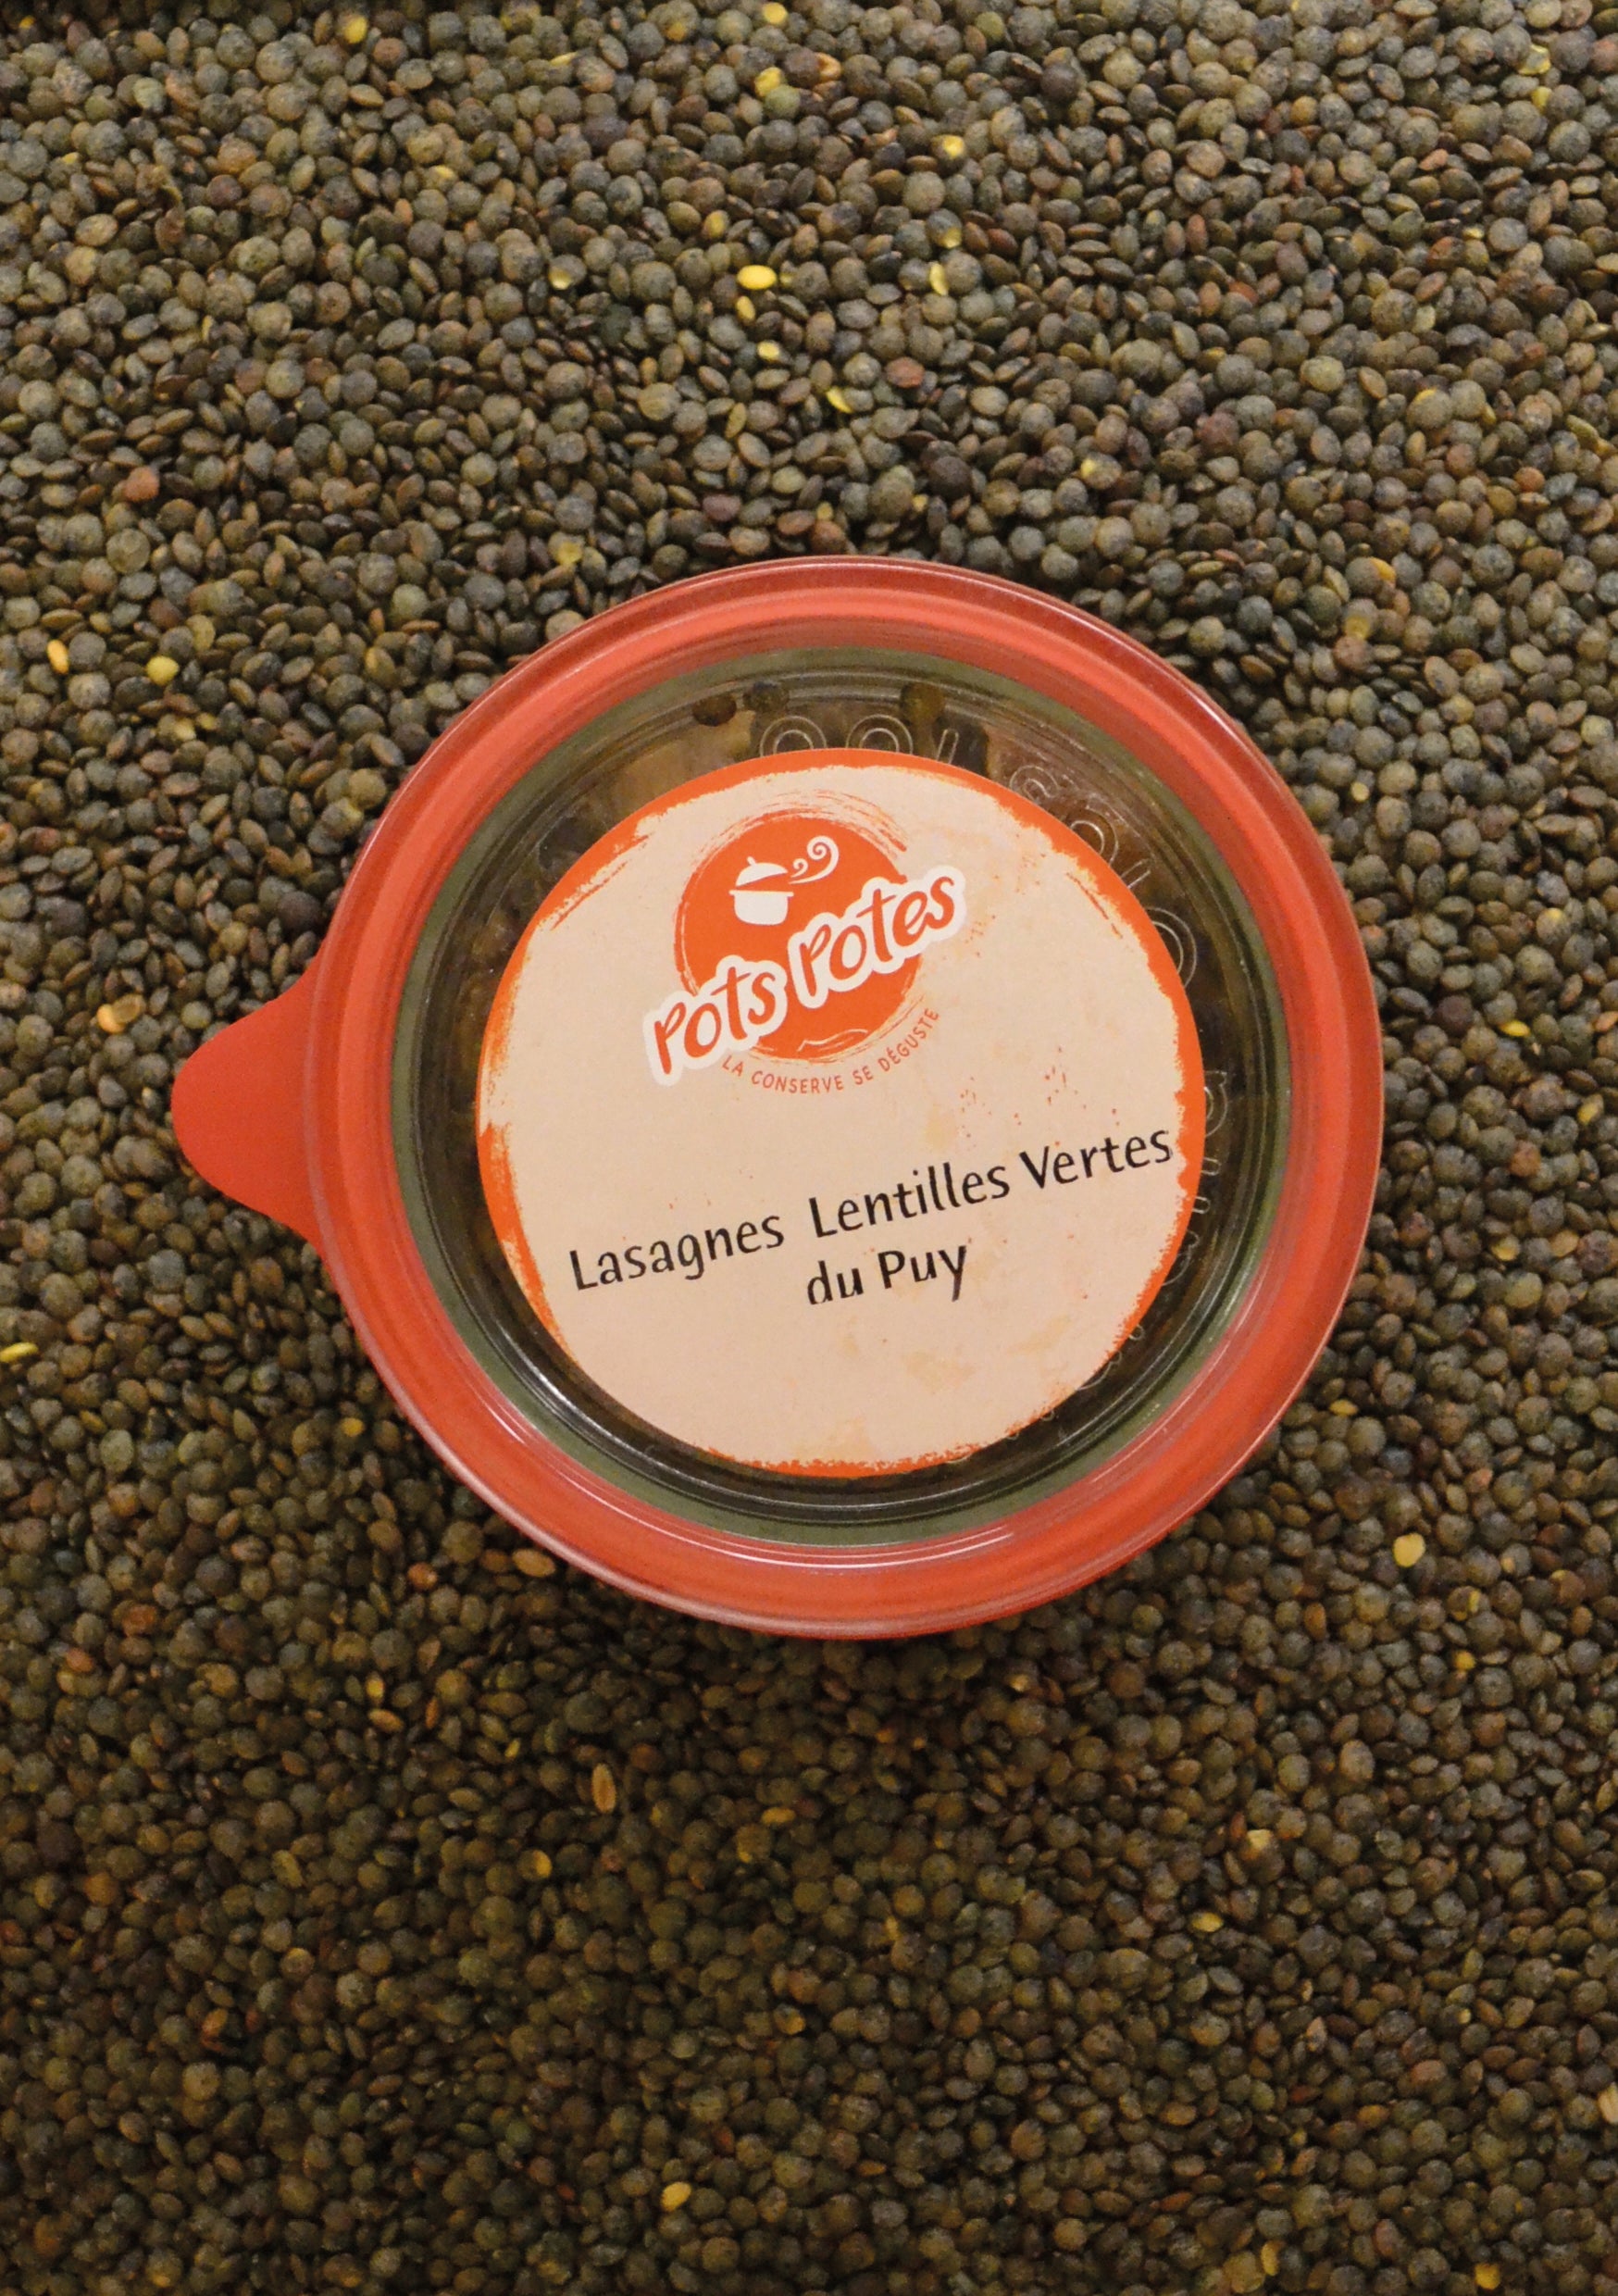 Pots Potes
LA CONSERVE SE DÉGUSTE
Lasagnes Lentilles Vertes
du Puy